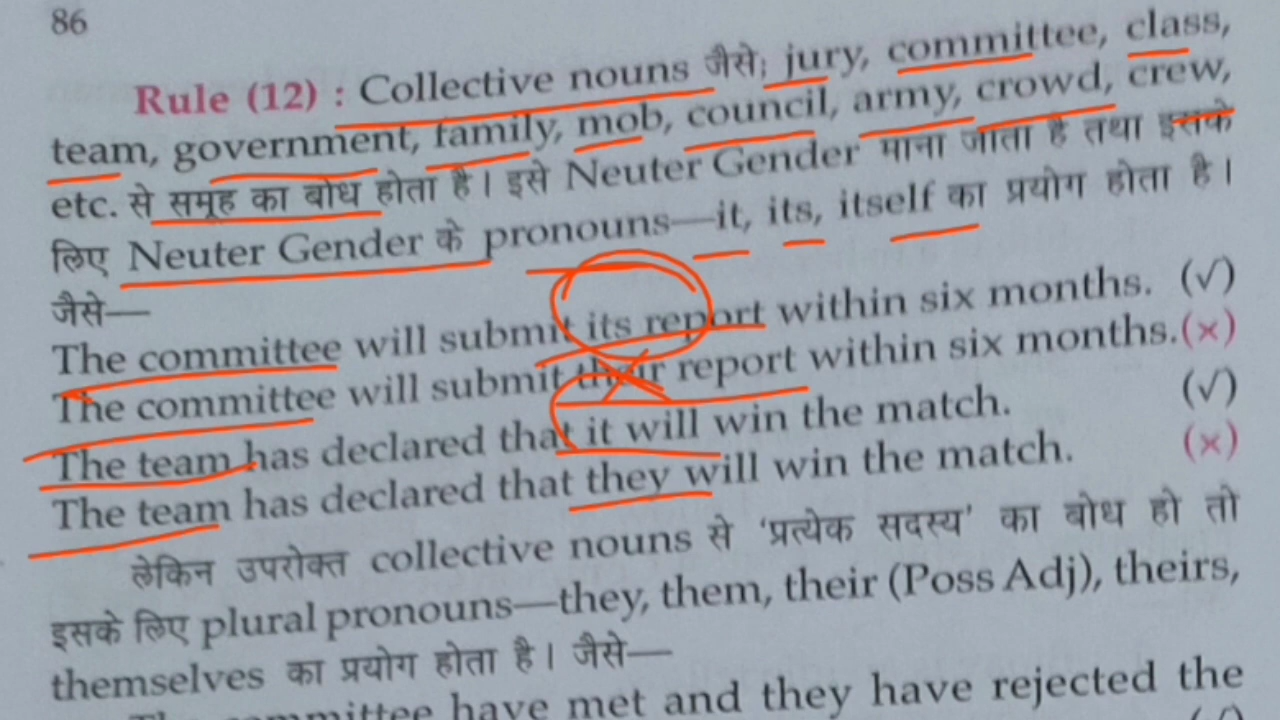 86
Rule (12) : Collective nouns जैसे; jury, committee, class,
team, government, family, mob, council, army, crowd, crew,
etc. से समूह का बोध होता है। इसे Neuter Gender माना जाता है तथा इसके
लिए Neuter Gender के pronouns—it, its, itself का प्रयोग होता है।
जैसे—
The committee will submit its report within six months. (√)
The committee will submit their report within six months. (×)
The team has declared that it will win the match. (√)
The team has declared that they will win the match. (×)
लेकिन उपरोक्त collective nouns से ‘प्रत्येक सदस्य’ का बोध हो तो
इसके लिए plural pronouns—they, them, their (Poss Adj), theirs,
themselves का प्रयोग होता है। जैसे—
committee have met and they have rejected the